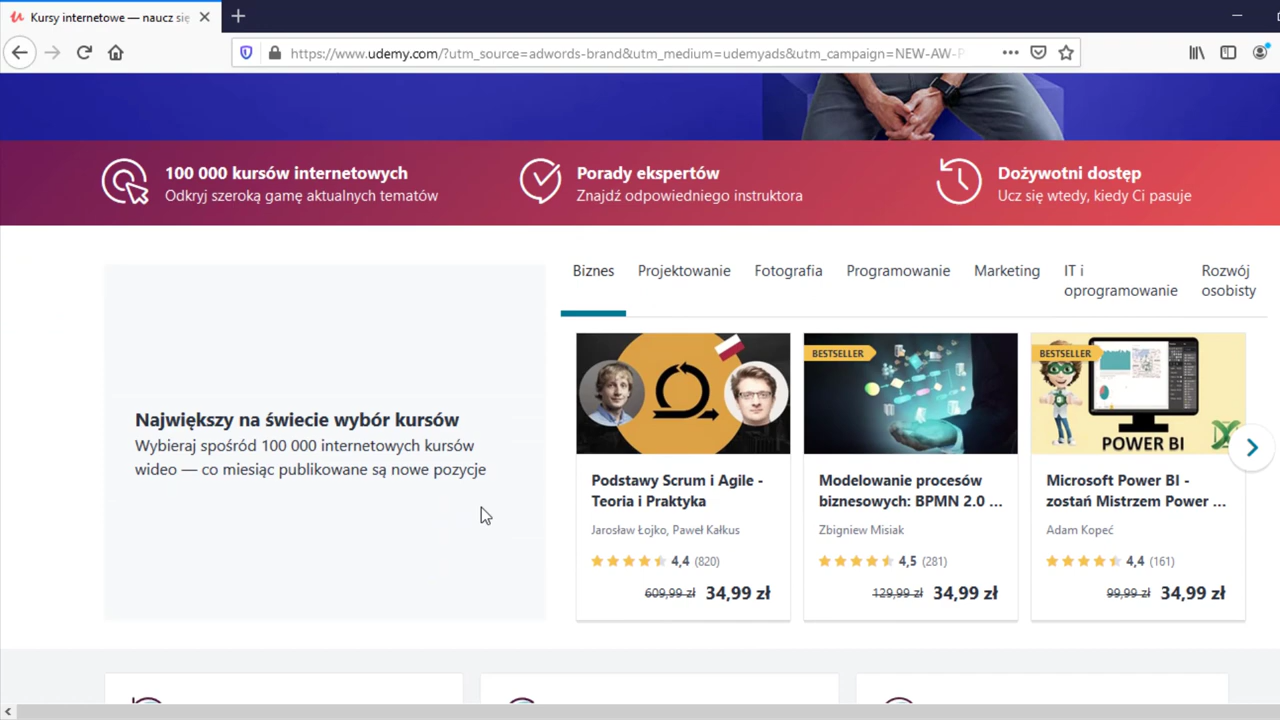 Kursy internetowe — naucz się
https://www.udemy.com/?utm_source=adwords-brand&utm_medium=udemyads&utm_campaign=NEW-AW-P
100 000 kursów internetowych
Odkryj szeroką gamę aktualnych tematów
Porady ekspertów
Znajdź odpowiedniego instruktora
Dożywotni dostęp
Ucz się wtedy, kiedy Ci pasuje
Największy na świecie wybór kursów
Wybieraj spośród 100 000 internetowych kursów
wideo — co miesiąc publikowane są nowe pozycje
Biznes
Projektowanie
Fotografia
Programowanie
Marketing
IT i
oprogramowanie
Rozwój
osobisty
Podstawy Scrum i Agile -
Teoria i Praktyka
Jarosław Łojko, Paweł Kałkus
4,4 (820)
609,99 zł 34,99 zł
BESTSELLER
Modelowanie procesów
biznesowych: BPMN 2.0 ...
Zbigniew Misiak
4,5 (281)
129,99 zł 34,99 zł
BESTSELLER
POWER BI
Microsoft Power BI -
zostań Mistrzem Power ...
Adam Kopeć
4,4 (161)
99,99 zł 34,99 zł